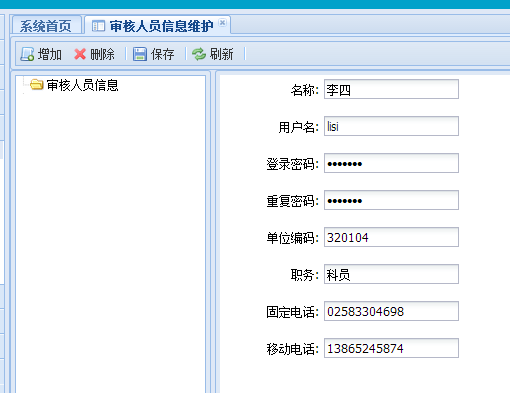 系统首页 审核人员信息维护
增加 删除 保存 刷新
审核人员信息
名称: 李四
用户名: lisi
登录密码: •••••••
重复密码: •••••••
单位编码: 320104
职务: 科员
固定电话: 02583304698
移动电话: 13865245874